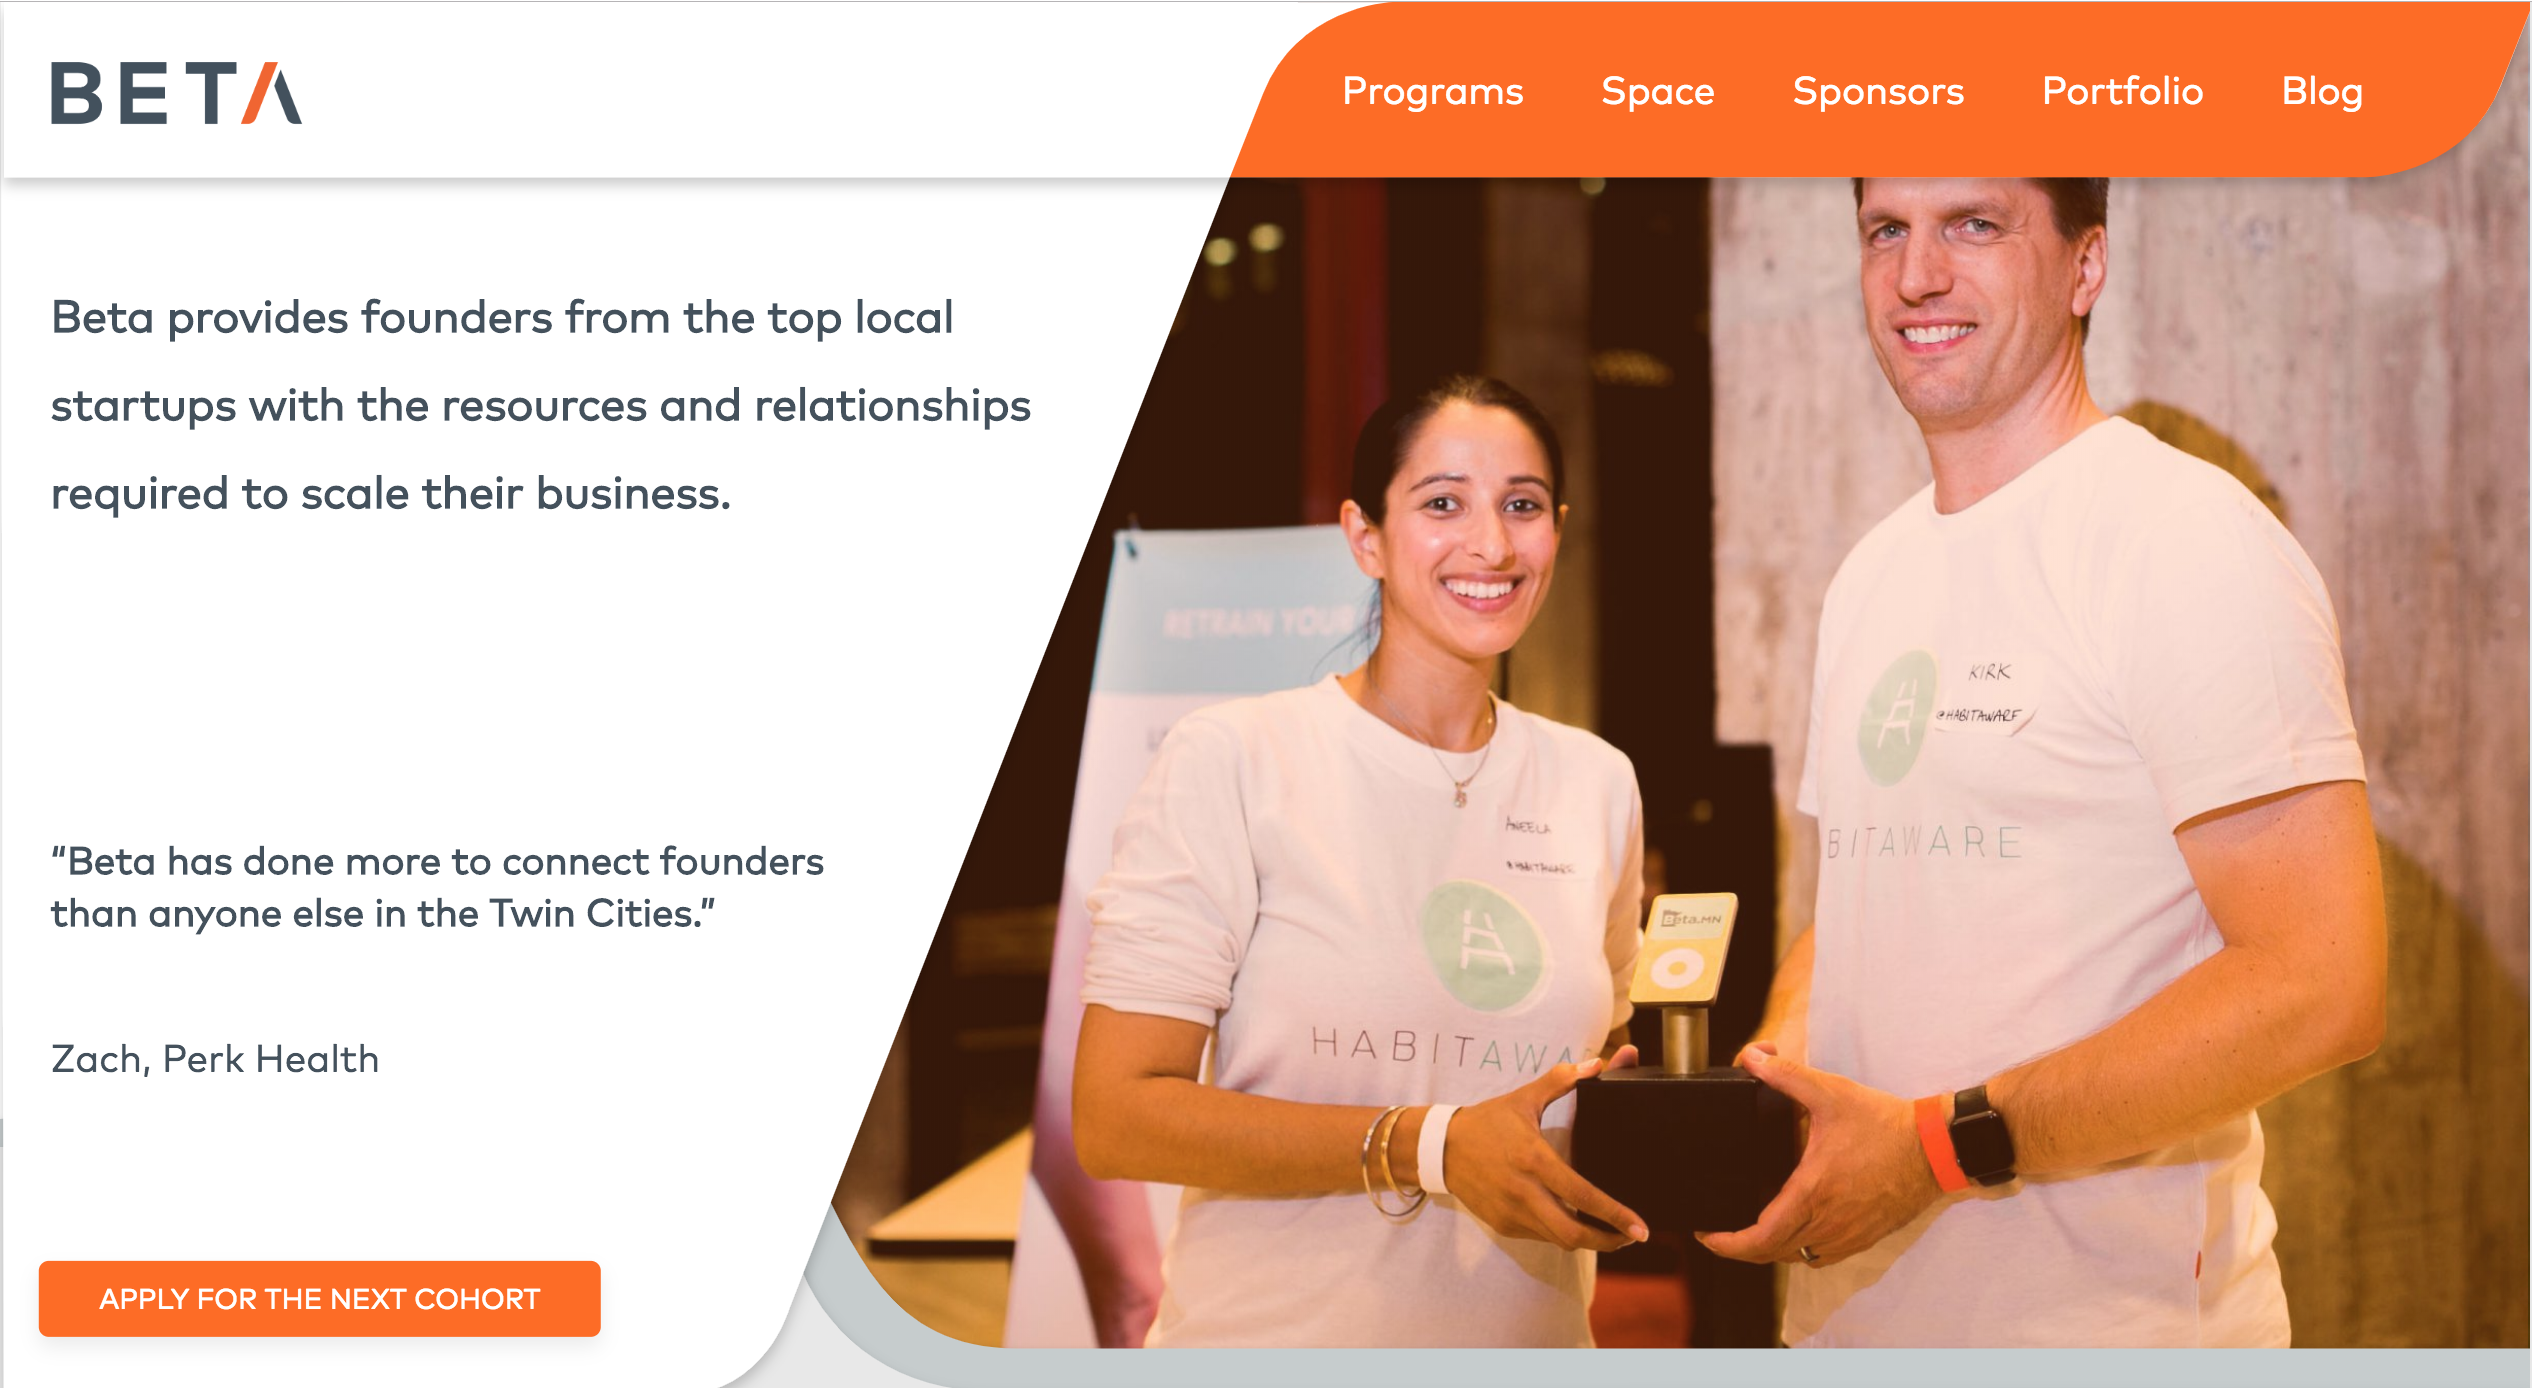 BETA
Programs
Space
Sponsors
Portfolio
Blog
Beta provides founders from the top local
startups with the resources and relationships
required to scale their business.
“Beta has done more to connect founders
than anyone else in the Twin Cities.”
Zach, Perk Health
APPLY FOR THE NEXT COHORT
RETRAIN YOUR
KIRK
@HABITAWARE
BITAWARE
ANEELA
@HABITAWARE
HABITAWA
Beta.MN